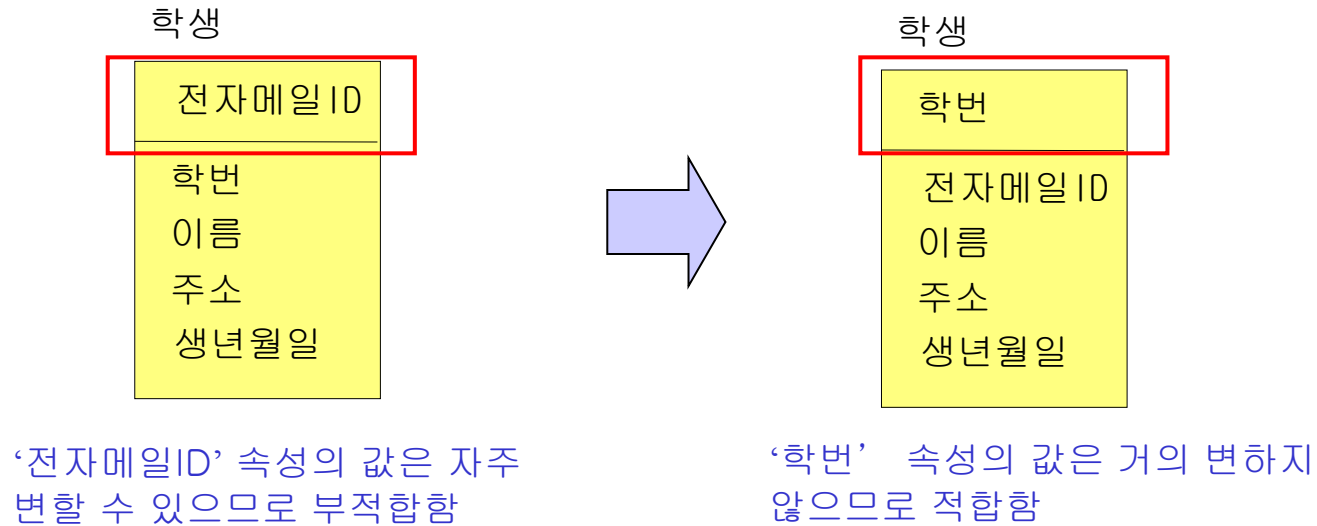 학생
전자메일ID
학번
이름
주소
생년월일
‘전자메일ID’ 속성의 값은 자주
변할 수 있으므로 부적합함
학생
학번
전자메일ID
이름
주소
생년월일
‘학번’ 속성의 값은 거의 변하지
않으므로 적합함